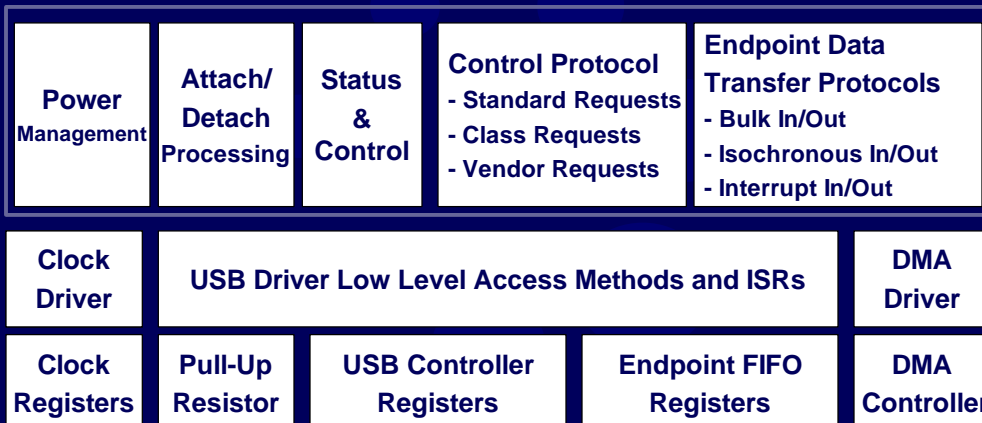 Power
Management
Attach/
Detach
Processing
Status
&
Control
Control Protocol
- Standard Requests
- Class Requests
- Vendor Requests
Endpoint Data
Transfer Protocols
- Bulk In/Out
- Isochronous In/Out
- Interrupt In/Out
Clock
Driver
USB Driver Low Level Access Methods and ISRs
DMA
Driver
Clock
Registers
Pull-Up
Resistor
USB Controller
Registers
Endpoint FIFO
Registers
DMA
Controller